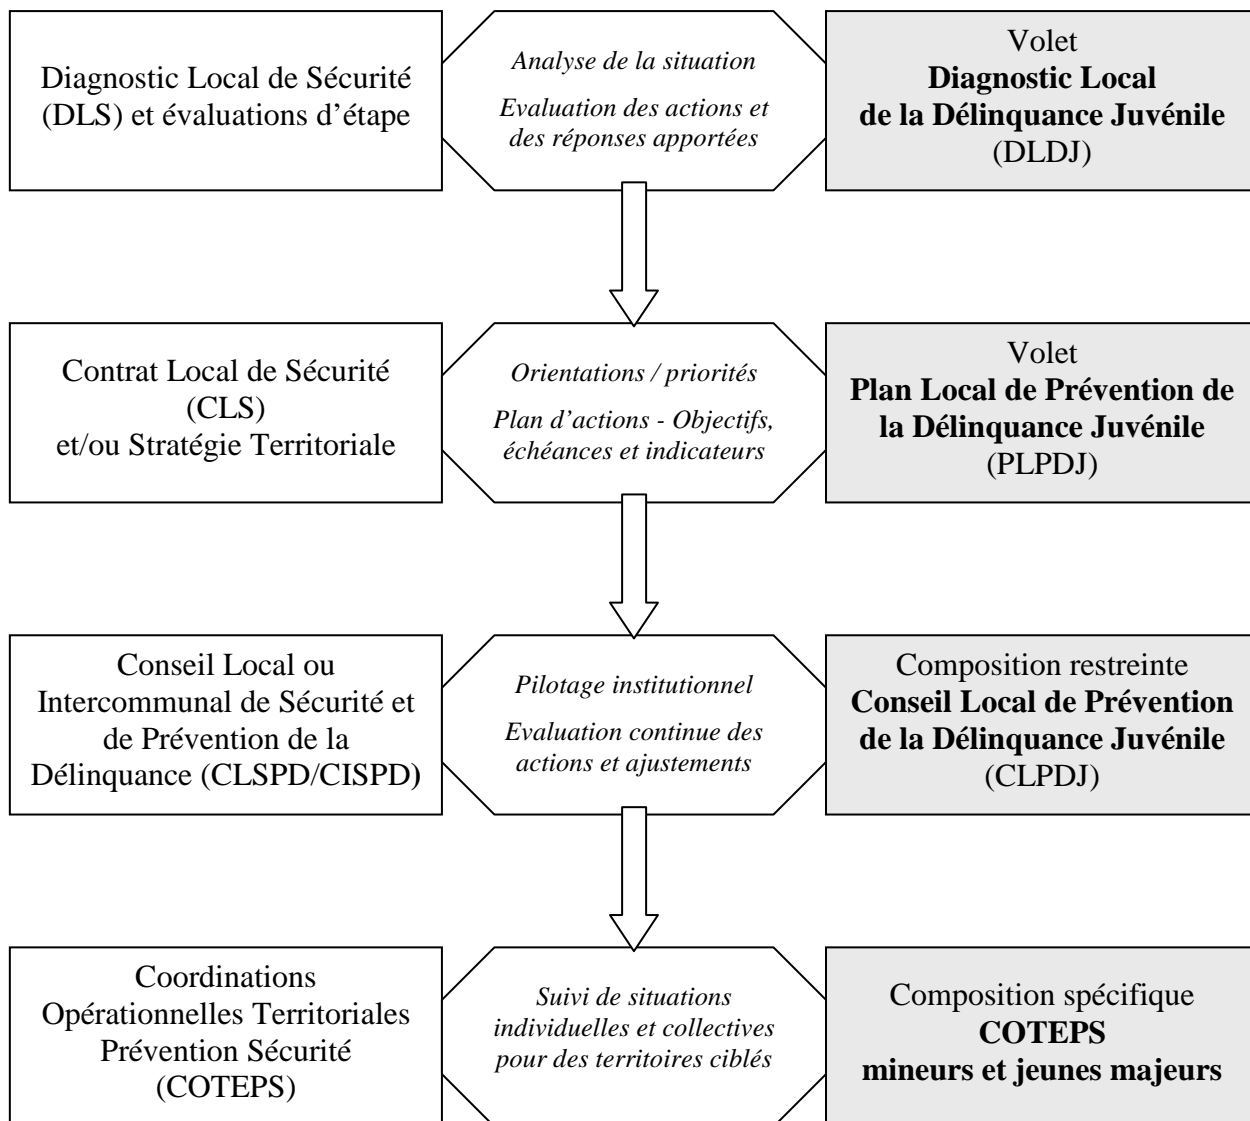 Diagnostic Local de Sécurité
(DLS) et évaluations d’étape
Analyse de la situation
Evaluation des actions et
des réponses apportées
Volet
Diagnostic Local
de la Délinquance Juvénile
(DLDJ)
Contrat Local de Sécurité
(CLS)
et/ou Stratégie Territoriale
Orientations / priorités
Plan d’actions - Objectifs,
échéances et indicateurs
Volet
Plan Local de Prévention de
la Délinquance Juvénile
(PLPDJ)
Conseil Local ou
Intercommunal de Sécurité et
de Prévention de la
Délinquance (CLSPD/CISPD)
Pilotage institutionnel
Evaluation continue des
actions et ajustements
Composition restreinte
Conseil Local de Prévention
de la Délinquance Juvénile
(CLPDJ)
Coordinations
Opérationnelles Territoriales
Prévention Sécurité
(COTEPS)
Suivi de situations
individuelles et collectives
pour des territoires ciblés
Composition spécifique
COTEPS
mineurs et jeunes majeurs